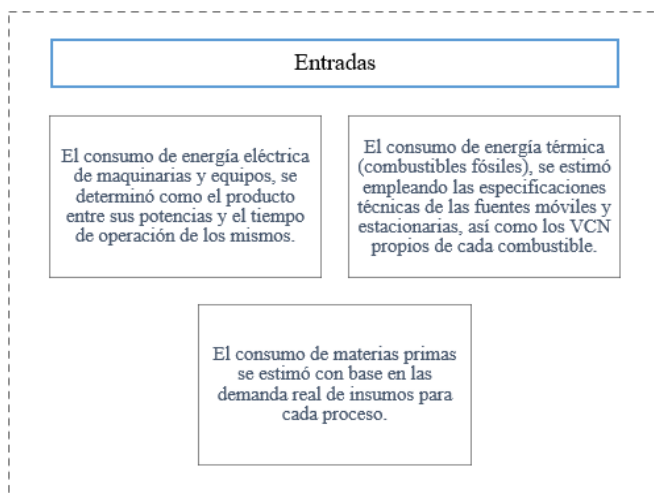 Entradas
El consumo de energía eléctrica
de maquinarias y equipos, se
determinó como el producto
entre sus potencias y el tiempo
de operación de los mismos.
El consumo de energía térmica
(combustibles fósiles), se estimó
empleando las especificaciones
técnicas de las fuentes móviles y
estacionarias, así como los VCN
propios de cada combustible.
El consumo de materias primas
se estimó con base en las
demanda real de insumos para
cada proceso.